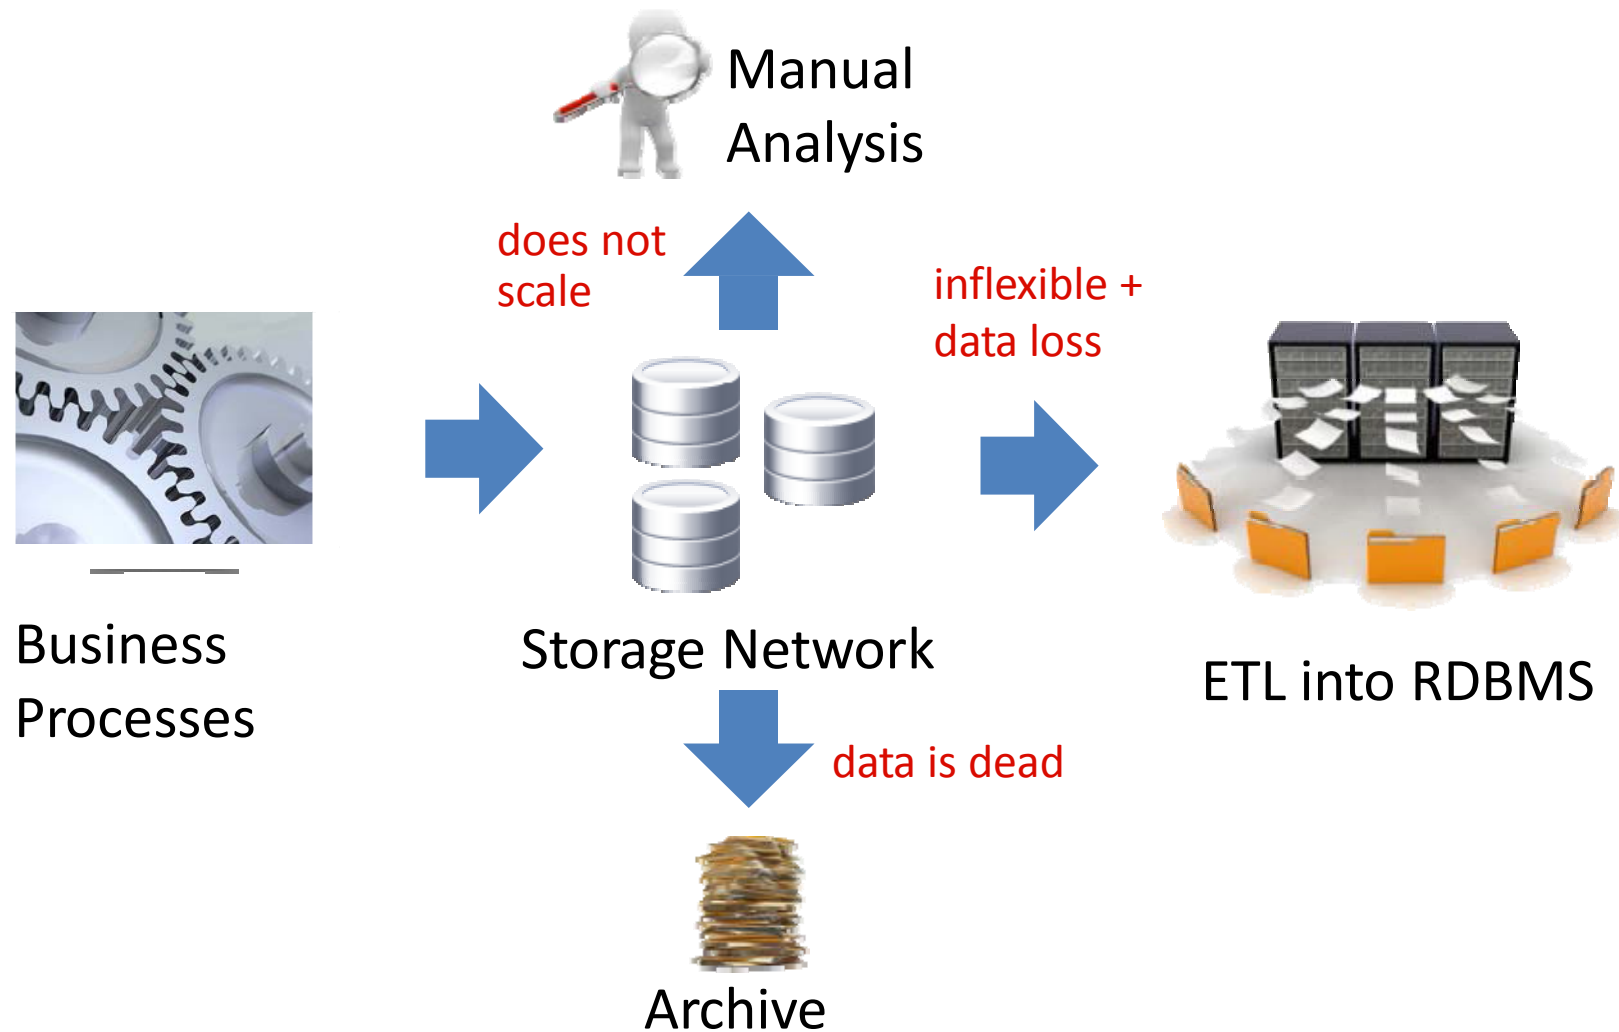 Manual
Analysis
does not
scale
inflexible +
data loss
Business
Processes
Storage Network
ETL into RDBMS
data is dead
Archive